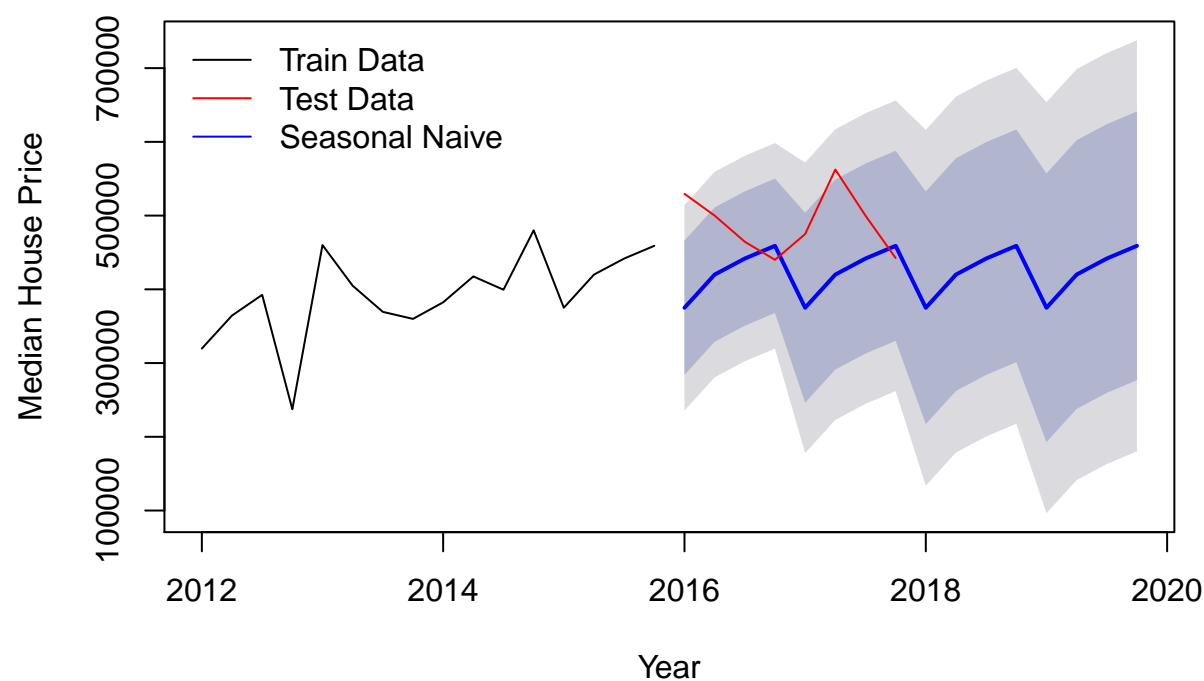 Train Data
Test Data
Seasonal Naive
Median House Price
700000
500000
300000
100000
2012 2014 2016 2018 2020
Year